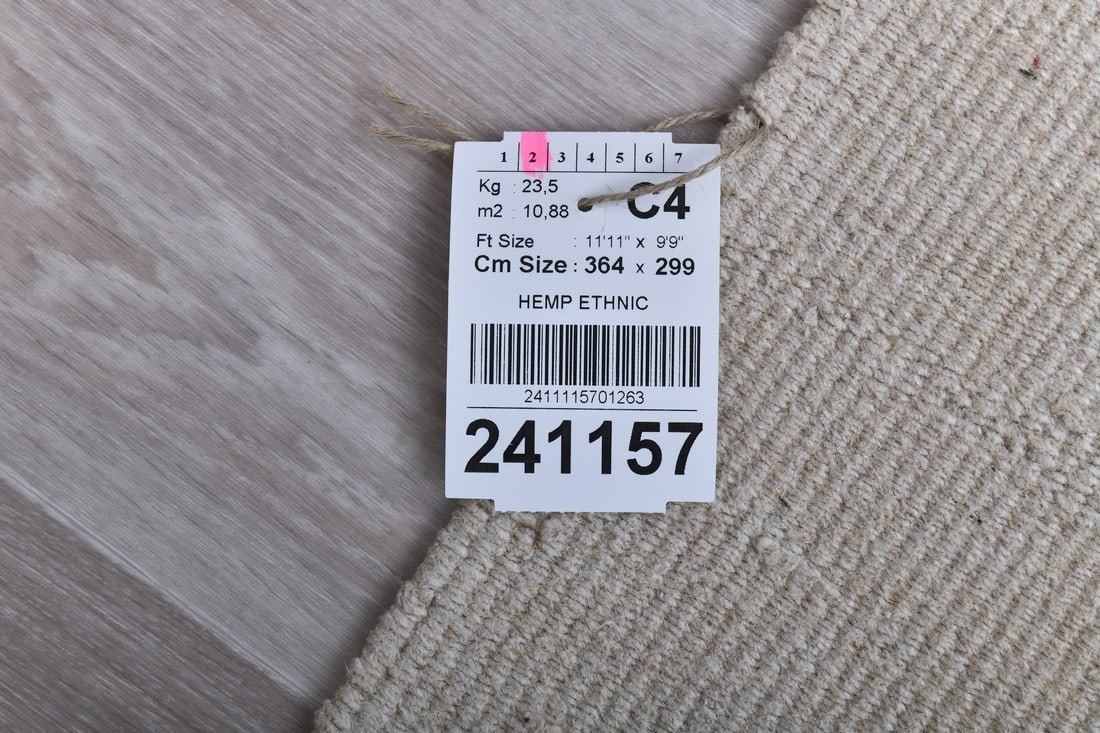 1 2 3 4 5 6 7
Kg : 23,5
m2 : 10,88
C4
Ft Size : 11'11" x 9'9"
Cm Size : 364 x 299
HEMP ETHNIC
2411115701263
241157